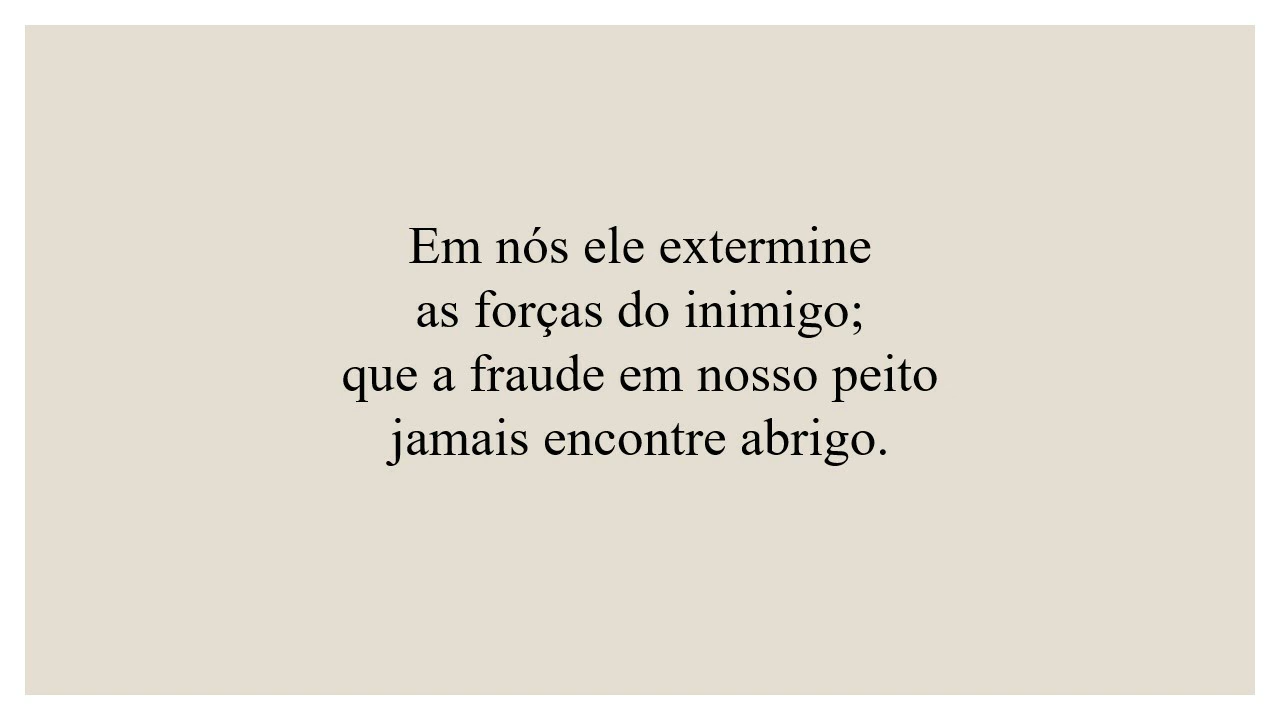 Em nós ele extermine
as forças do inimigo;
que a fraude em nosso peito
jamais encontre abrigo.